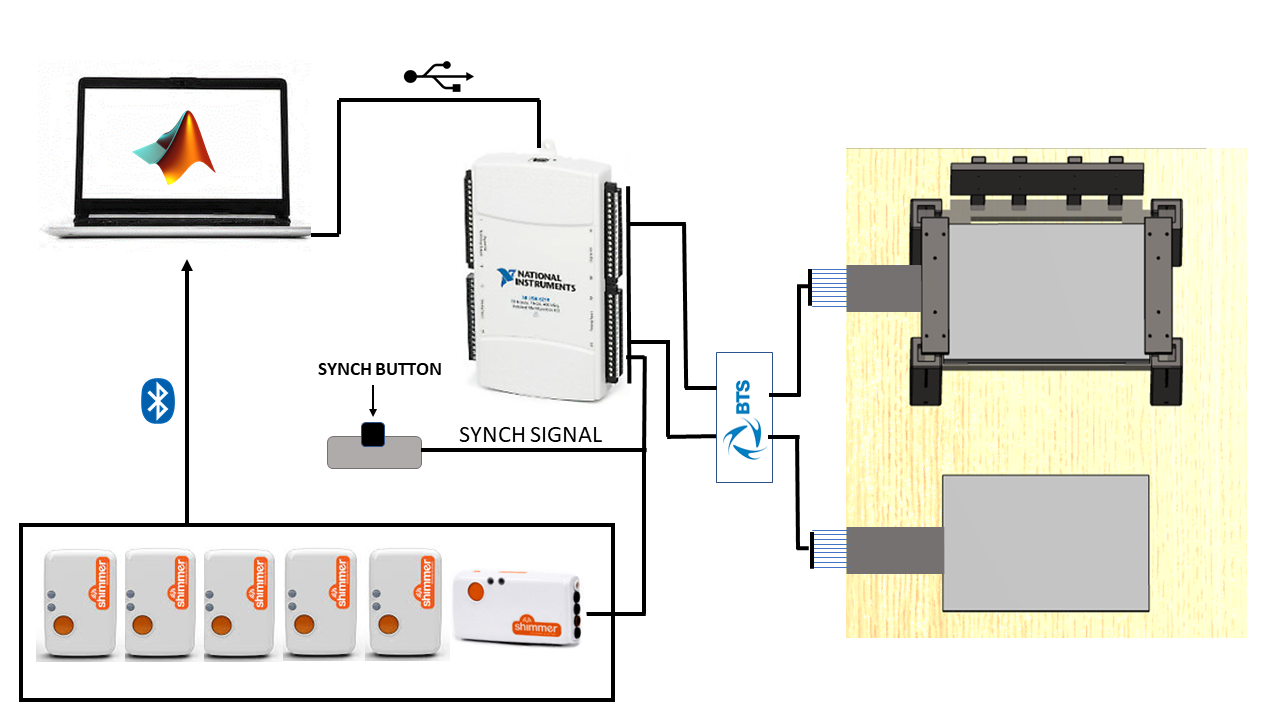 NATIONAL
INSTRUMENTS
SYNCH BUTTON
SYNCH SIGNAL
BTS
shimmer
shimmer
shimmer
shimmer
shimmer
shimmer